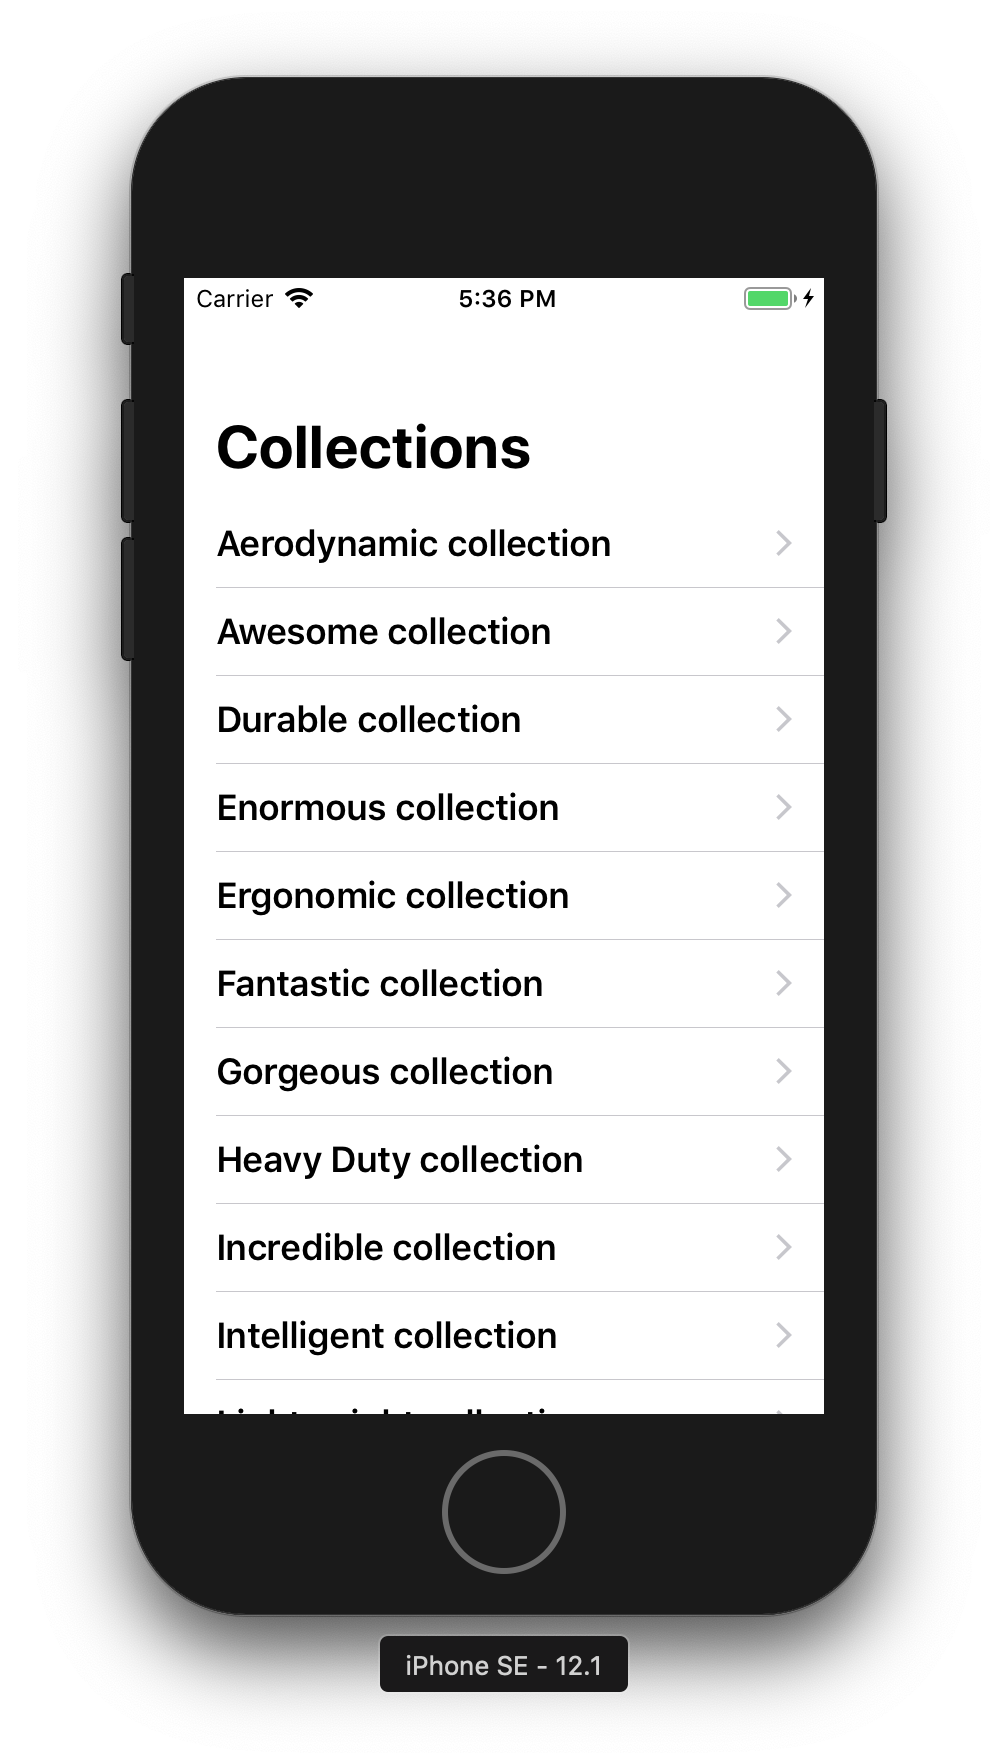 Carrier
5:36 PM
Collections
Aerodynamic collection
Awesome collection
Durable collection
Enormous collection
Ergonomic collection
Fantastic collection
Gorgeous collection
Heavy Duty collection
Incredible collection
Intelligent collection
iPhone SE - 12.1